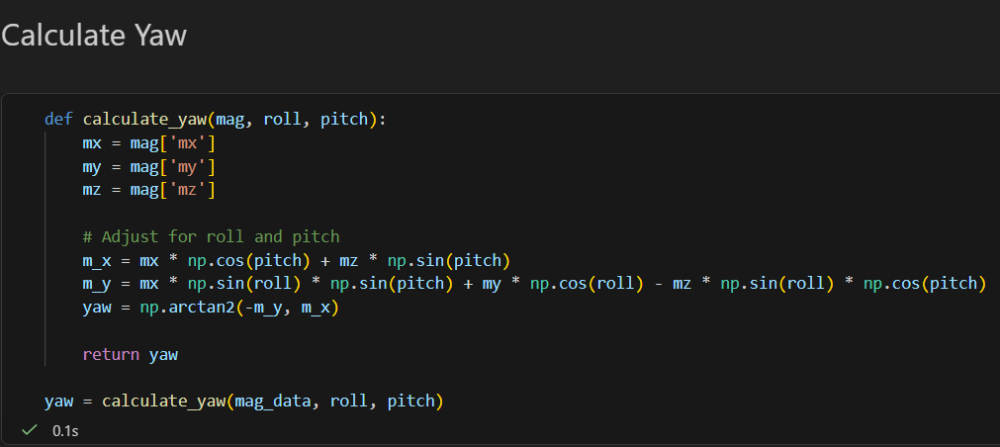 Calculate Yaw
def calculate_yaw(mag, roll, pitch):
mx = mag['mx']
my = mag['my']
mz = mag['mz']
# Adjust for roll and pitch
m_x = mx * np.cos(pitch) + mz * np.sin(pitch)
m_y = mx * np.sin(roll) * np.sin(pitch) + my * np.cos(roll) - mz * np.sin(roll) * np.cos(pitch)
yaw = np.arctan2(-m_y, m_x)
return yaw
yaw = calculate_yaw(mag_data, roll, pitch)
0.1s